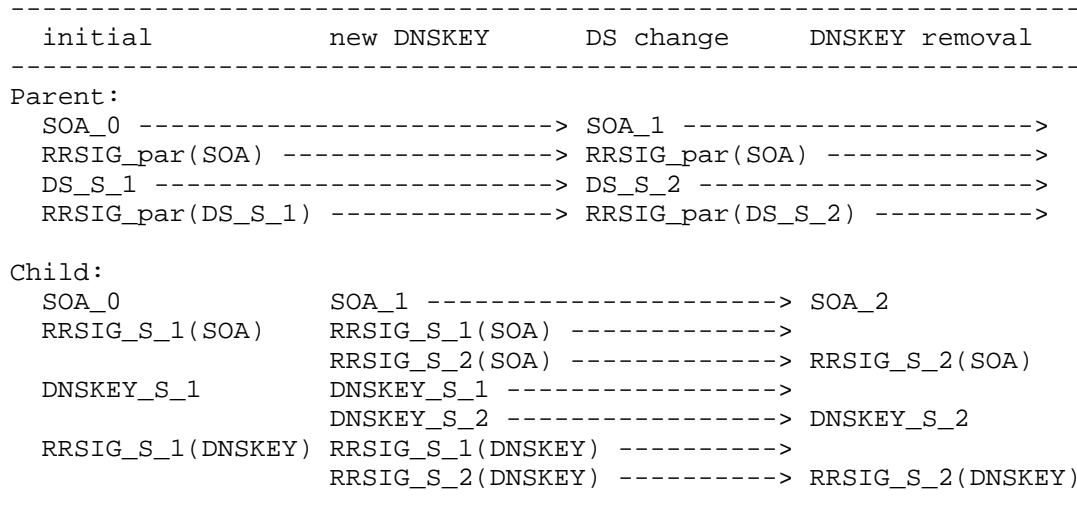 --------------------------------------------------------------------
  initial           new DNSKEY      DS change     DNSKEY removal
--------------------------------------------------------------------
Parent:
  SOA_0 --------------------------> SOA_1 ---------------------->
  RRSIG_par(SOA) -----------------> RRSIG_par(SOA) ------------->
  DS_S_1 -------------------------> DS_S_2 --------------------->
  RRSIG_par(DS_S_1) --------------> RRSIG_par(DS_S_2) ---------->
Child:
  SOA_0             SOA_1 ----------------------> SOA_2
  RRSIG_S_1(SOA)    RRSIG_S_1(SOA) ------------->
                    RRSIG_S_2(SOA) -------------> RRSIG_S_2(SOA)
  DNSKEY_S_1        DNSKEY_S_1 ----------------->
                    DNSKEY_S_2 -----------------> DNSKEY_S_2
  RRSIG_S_1(DNSKEY) RRSIG_S_1(DNSKEY) ---------->
                    RRSIG_S_2(DNSKEY) ----------> RRSIG_S_2(DNSKEY)